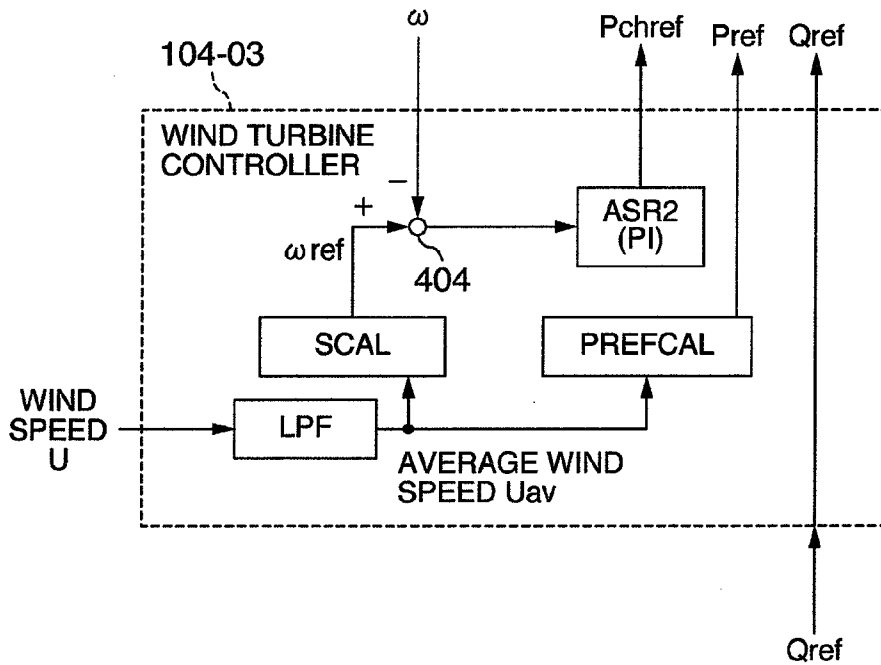 ω
Pchref
Pref
Qref
104-03
WIND TURBINE
CONTROLLER
−
+
ASR2
(PI)
ω ref
404
SCAL
PREFCAL
WIND
SPEED
U
LPF
AVERAGE WIND
SPEED Uav
Qref